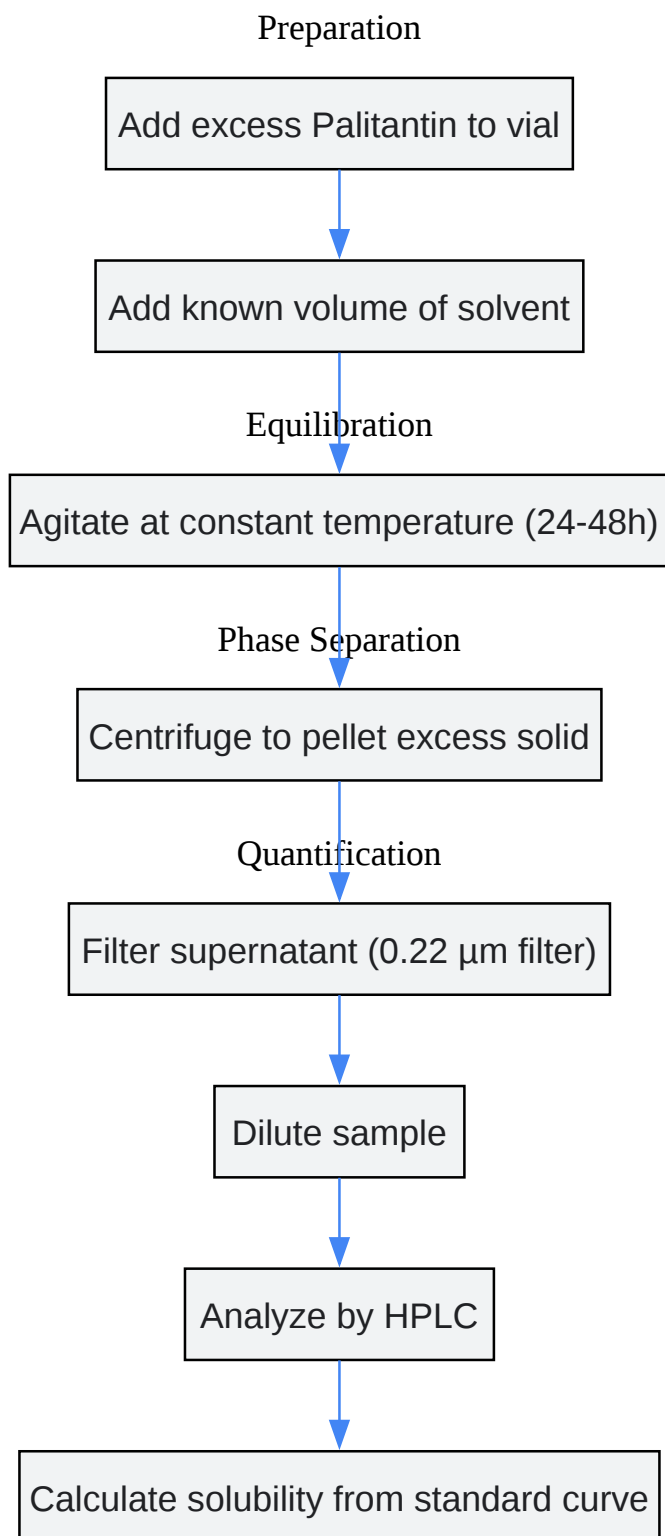 Preparation
Add excess Palitantin to vial
Add known volume of solvent
Equilibration
Agitate at constant temperature (24-48h)
Phase Separation
Centrifuge to pellet excess solid
Quantification
Filter supernatant (0.22 µm filter)
Dilute sample
Analyze by HPLC
Calculate solubility from standard curve